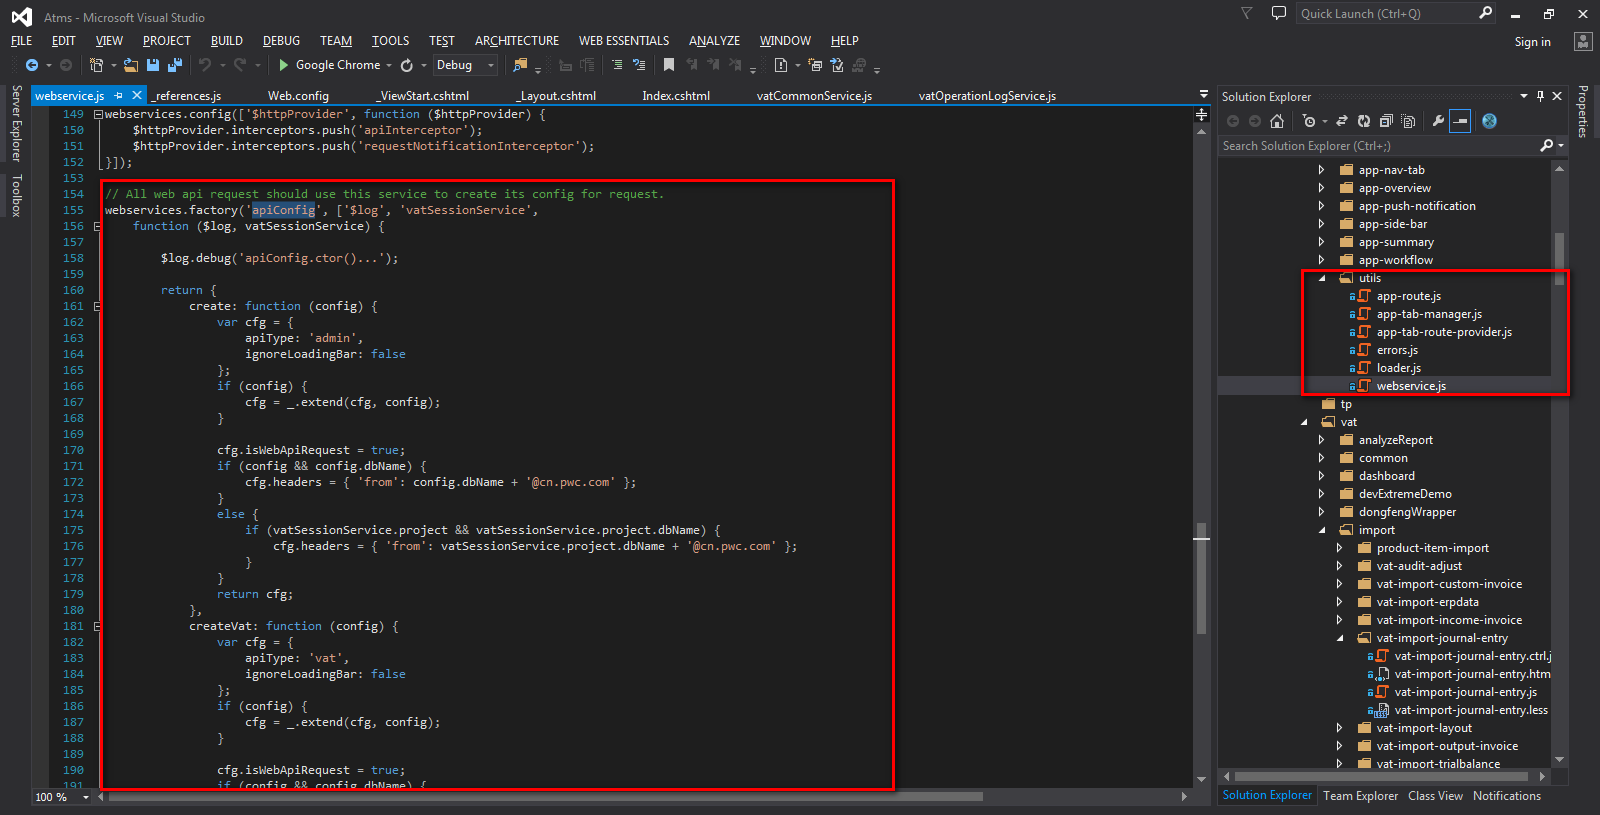 Atms - Microsoft Visual Studio
Quick Launch (Ctrl+Q)
FILE EDIT VIEW PROJECT BUILD DEBUG TEAM TOOLS TEST ARCHITECTURE WEB ESSENTIALS ANALYZE WINDOW HELP
Sign in
Google Chrome Debug
Server Explorer
Toolbox
webservice.js _references.js Web.config _ViewStart.cshtml _Layout.cshtml Index.cshtml vatCommonService.js vatOperationLogService.js
149 webservices.config(['$httpProvider', function ($httpProvider) {
150 $httpProvider.interceptors.push('apiInterceptor');
151 $httpProvider.interceptors.push('requestNotificationInterceptor');
152 }]);
153
154 // All web api request should use this service to create its config for request.
155 webservices.factory('apiConfig', ['$log', 'vatSessionService',
156 function ($log, vatSessionService) {
157
158 $log.debug('apiConfig.ctor()...');
159
160 return {
161 create: function (config) {
162 var cfg = {
163 apiType: 'admin',
164 ignoreLoadingBar: false
165 };
166 if (config) {
167 cfg = _.extend(cfg, config);
168 }
169
170 cfg.isWebApiRequest = true;
171 if (config && config.dbName) {
172 cfg.headers = { 'from': config.dbName + '@cn.pwc.com' };
173 }
174 else {
175 if (vatSessionService.project && vatSessionService.project.dbName) {
176 cfg.headers = { 'from': vatSessionService.project.dbName + '@cn.pwc.com' };
177 }
178 }
179 return cfg;
180 },
181 createVat: function (config) {
182 var cfg = {
183 apiType: 'vat',
184 ignoreLoadingBar: false
185 };
186 if (config) {
187 cfg = _.extend(cfg, config);
188 }
189
190 cfg.isWebApiRequest = true;
191 if (config && config.dbName) {
100 %
Solution Explorer
Search Solution Explorer (Ctrl+;)
app-nav-tab
app-overview
app-push-notification
app-side-bar
app-summary
app-workflow
utils
app-route.js
app-tab-manager.js
app-tab-route-provider.js
errors.js
loader.js
webservice.js
tp
vat
analyzeReport
common
dashboard
devExtremeDemo
dongfengWrapper
import
product-item-import
vat-audit-adjust
vat-import-custom-invoice
vat-import-erpdata
vat-import-income-invoice
vat-import-journal-entry
vat-import-journal-entry.ctrl.j
vat-import-journal-entry.htm
vat-import-journal-entry.js
vat-import-journal-entry.less
vat-import-layout
vat-import-output-invoice
vat-import-trialbalance
Solution Explorer Team Explorer Class View Notifications
Properties